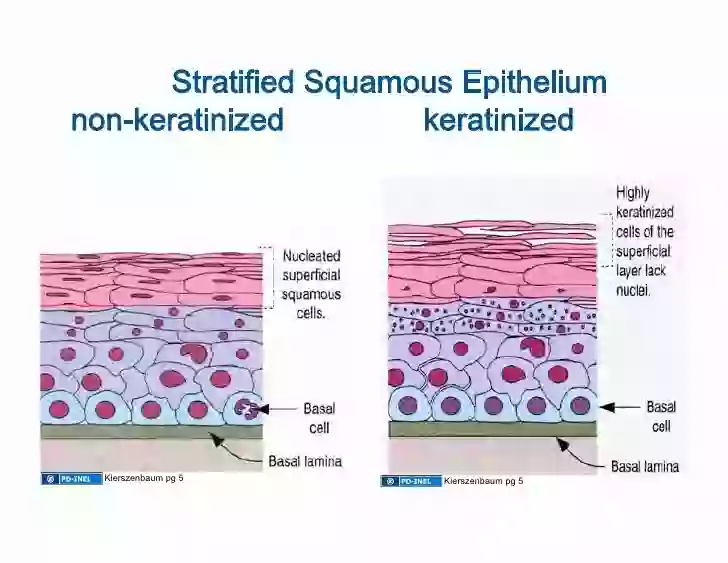 Stratified Squamous Epithelium
non-keratinized
keratinized
Nucleated
superficial
squamous
cells.
Basal
cell
Basal lamina
PD-INEL
Kierszenbaum pg 5
Highly
keratinized
cells of the
superficial
layer lack
nuclei.
Basal
cell
Basal lamina
PD-INEL
Kierszenbaum pg 5